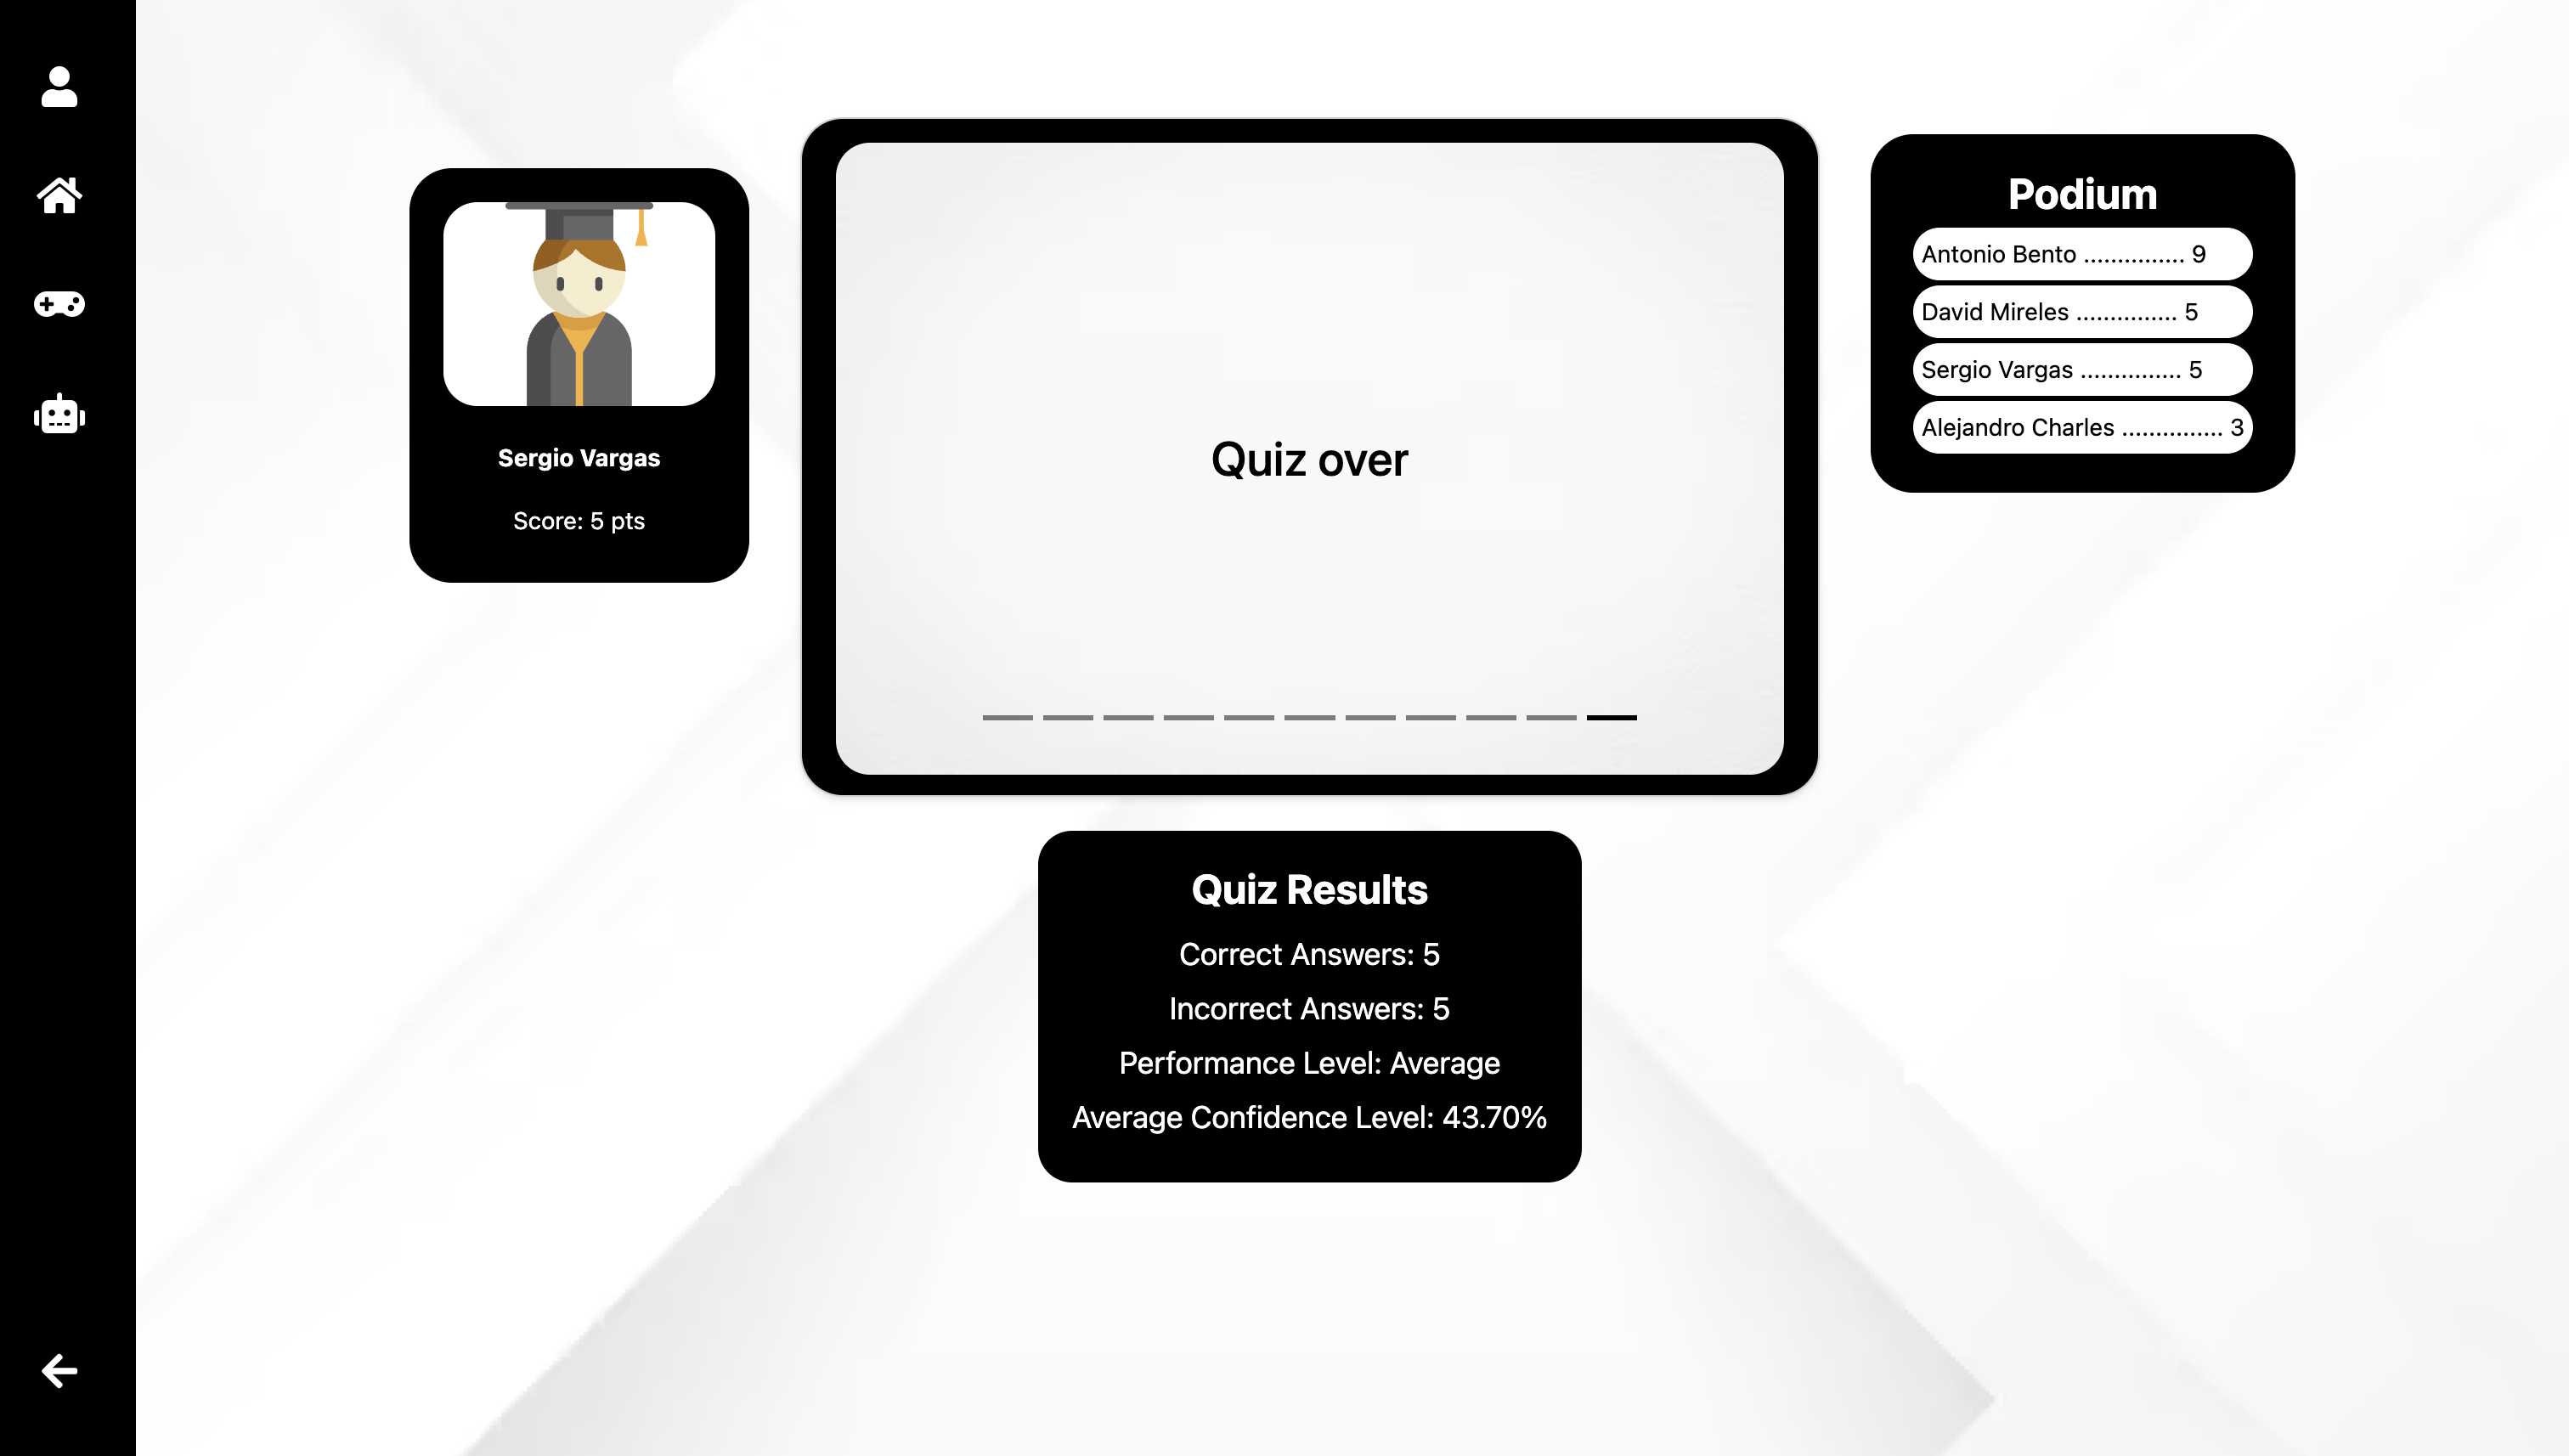 Sergio Vargas
Score: 5 pts
Quiz over
Podium
Antonio Bento ............... 9
David Mireles ............... 5
Sergio Vargas ............... 5
Alejandro Charles ............... 3
Quiz Results
Correct Answers: 5
Incorrect Answers: 5
Performance Level: Average
Average Confidence Level: 43.70%